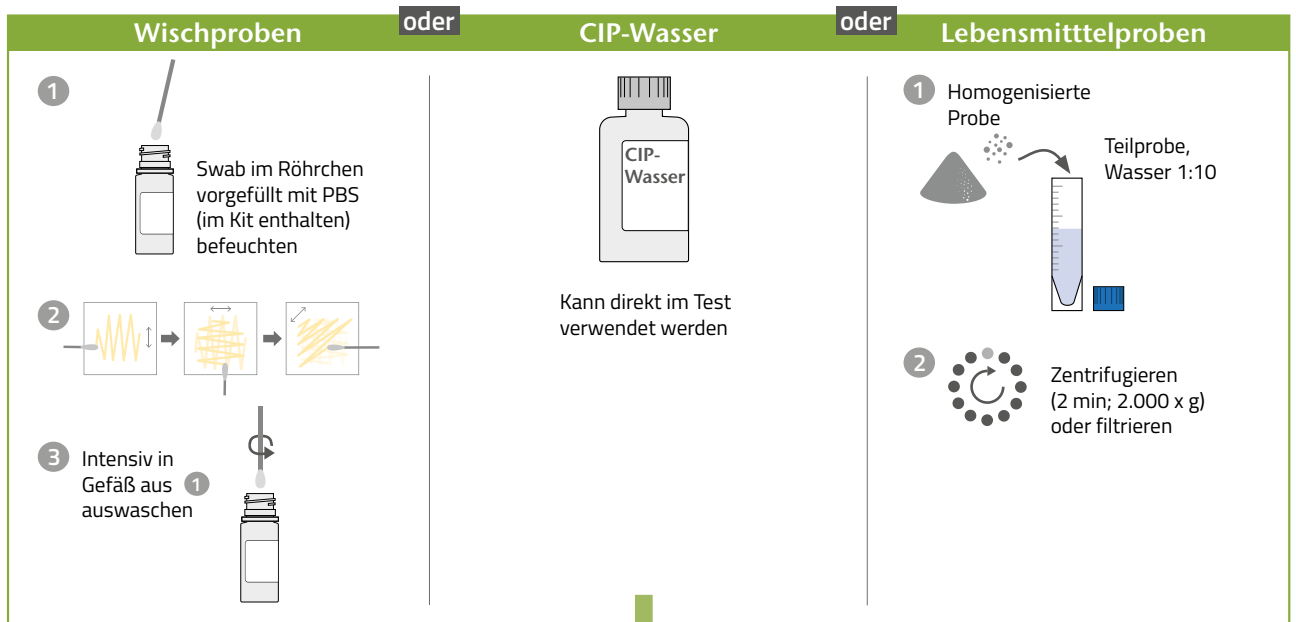 Wischproben
oder
CIP-Wasser
oder
Lebensmitttelproben
1
Swab im Röhrchen
vorgefüllt mit PBS
(im Kit enthalten)
befeuchten
2
3 Intensiv in
Gefäß aus 1
auswaschen
CIP-
Wasser
Kann direkt im Test
verwendet werden
1 Homogenisierte
Probe
Teilprobe,
Wasser 1:10
2
Zentrifugieren
(2 min; 2.000 x g)
oder filtrieren